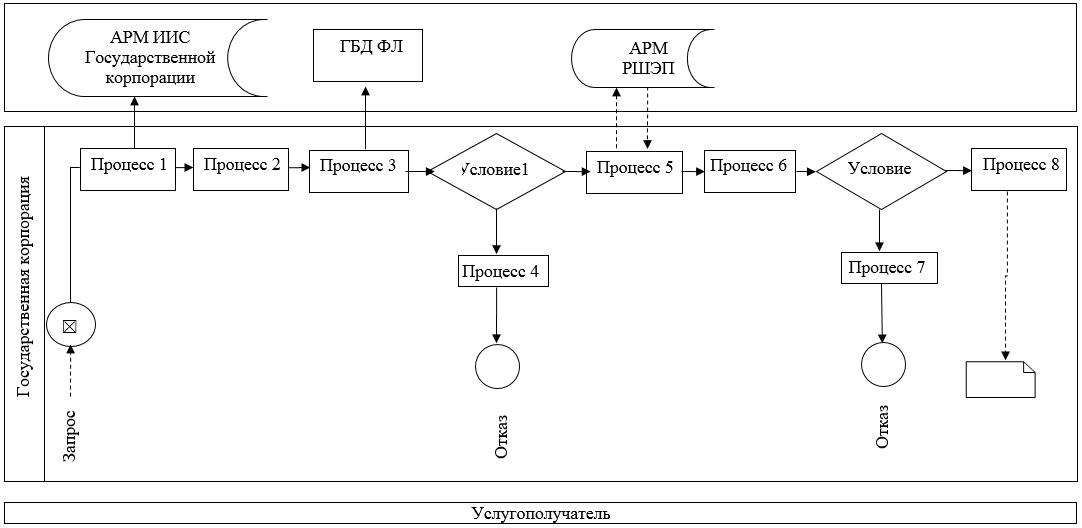 АРМ ИИС
Государственной
корпорации
ГБД ФЛ
АРМ
РШЭП
Государственная корпорация
Процесс 1
Процесс 2
Процесс 3
Условие1
Процесс 5
Процесс 6
Условие
Процесс 8
Процесс 4
Процесс 7
Запрос
Отказ
Отказ
Услугополучатель